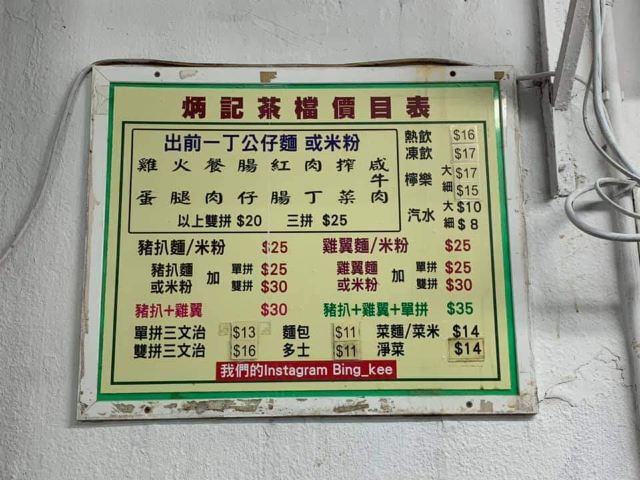 炳記茶檔價目表
出前一丁公仔麵 或米粉
雞 火 餐 腸 紅 肉 榨 咸牛
蛋 腿 肉 仔 腸 丁 菜 肉
以上雙拼 $20 三拼 $25
熱飲 $16
凍飲 $17
檸樂 大 $17
細 $15
汽水 大 $10
細 $8
豬扒麵/米粉 $25 雞翼麵/米粉 $25
豬扒麵或米粉 加 單拼 $25 雞翼麵或米粉 加 單拼 $25
雙拼 $30 雙拼 $30
豬扒+雞翼 $30 豬扒+雞翼+單拼 $35
單拼三文治 $13 麵包 $11 菜麵/菜米 $14
雙拼三文治 $16 多士 $11 淨菜 $14
我們的Instagram Bing_kee